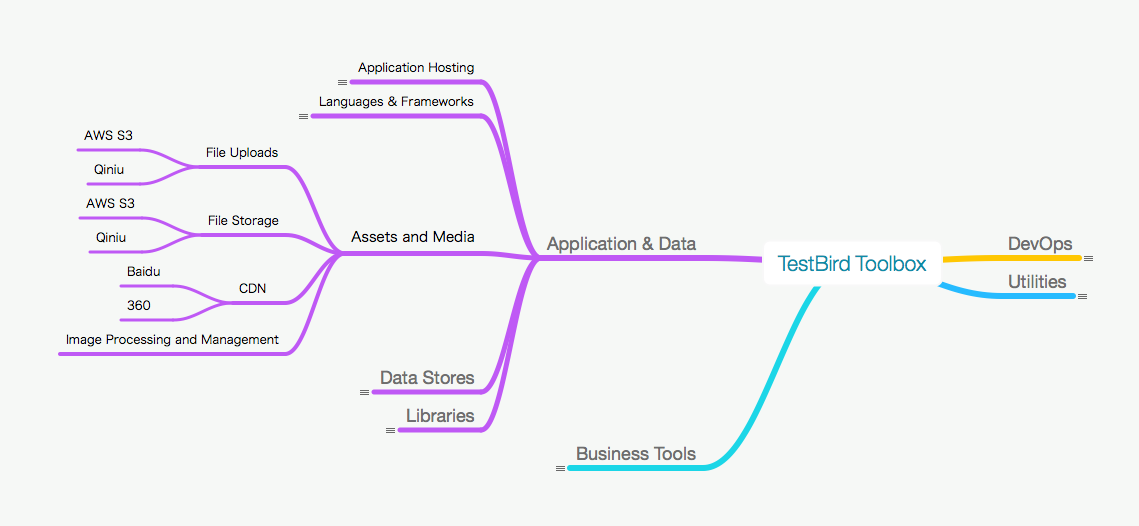 Application Hosting
Languages & Frameworks
AWS S3
File Uploads
Qiniu
AWS S3
File Storage
Qiniu
Assets and Media
Application & Data
TestBird Toolbox
DevOps
Utilities
Baidu
CDN
360
Image Processing and Management
Data Stores
Libraries
Business Tools